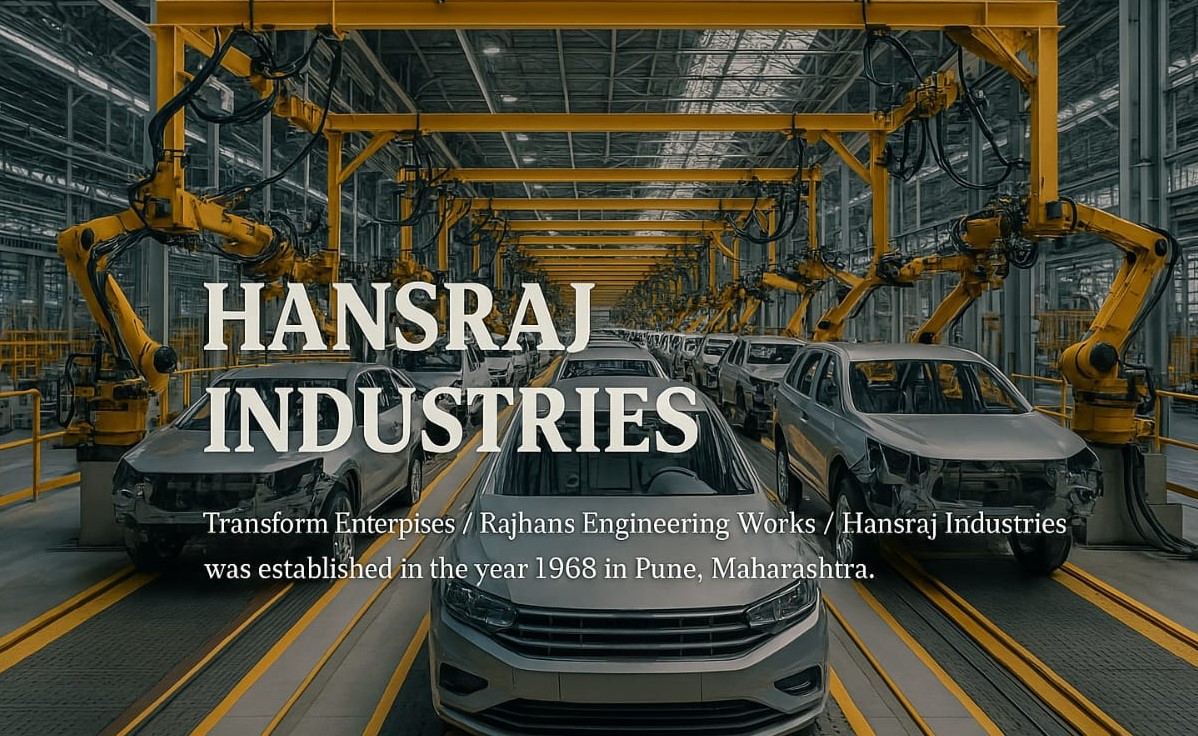 HANSRAJ
INDUSTRIES
Transform Enterpises / Rajhans Engineering Works / Hansraj Industries
was established in the year 1968 in Pune, Maharashtra.